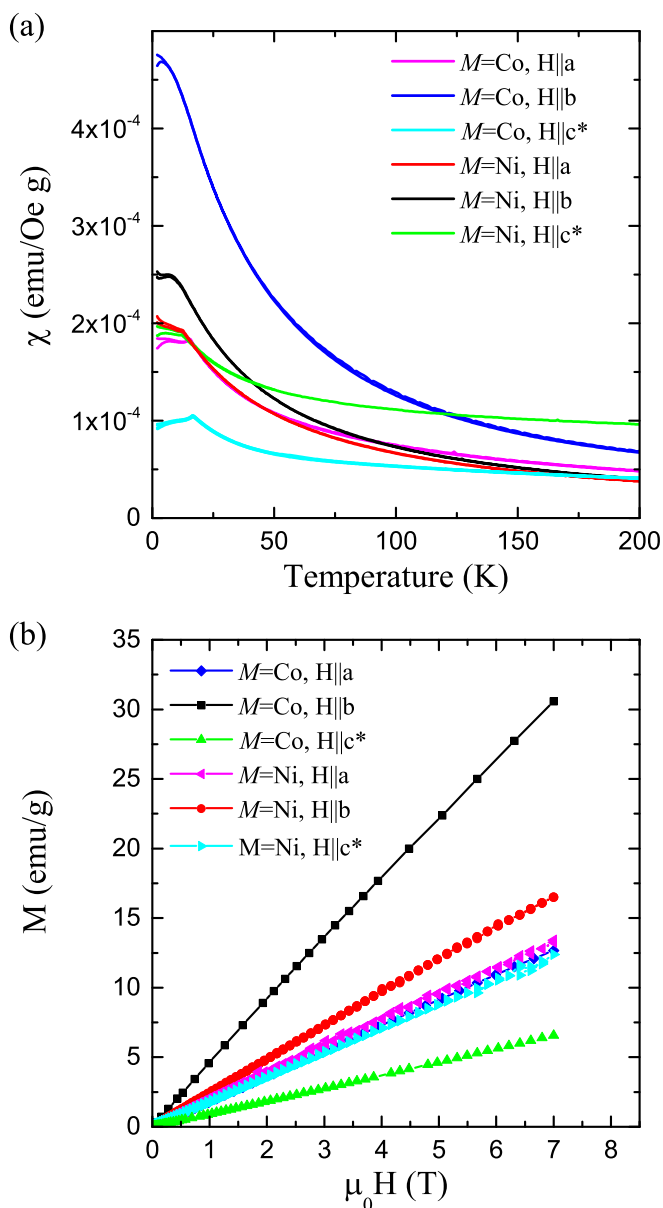 (a)
M=Co, H||a
M=Co, H||b
M=Co, H||c*
M=Ni, H||a
M=Ni, H||b
M=Ni, H||c*
4x10⁻⁴
3x10⁻⁴
2x10⁻⁴
1x10⁻⁴
0
χ (emu/Oe g)
0 50 100 150 200
Temperature (K)
(b)
M=Co, H||a
M=Co, H||b
M=Co, H||c*
M=Ni, H||a
M=Ni, H||b
M=Ni, H||c*
35
30
25
20
15
10
5
0
M (emu/g)
0 1 2 3 4 5 6 7 8
μ₀H (T)